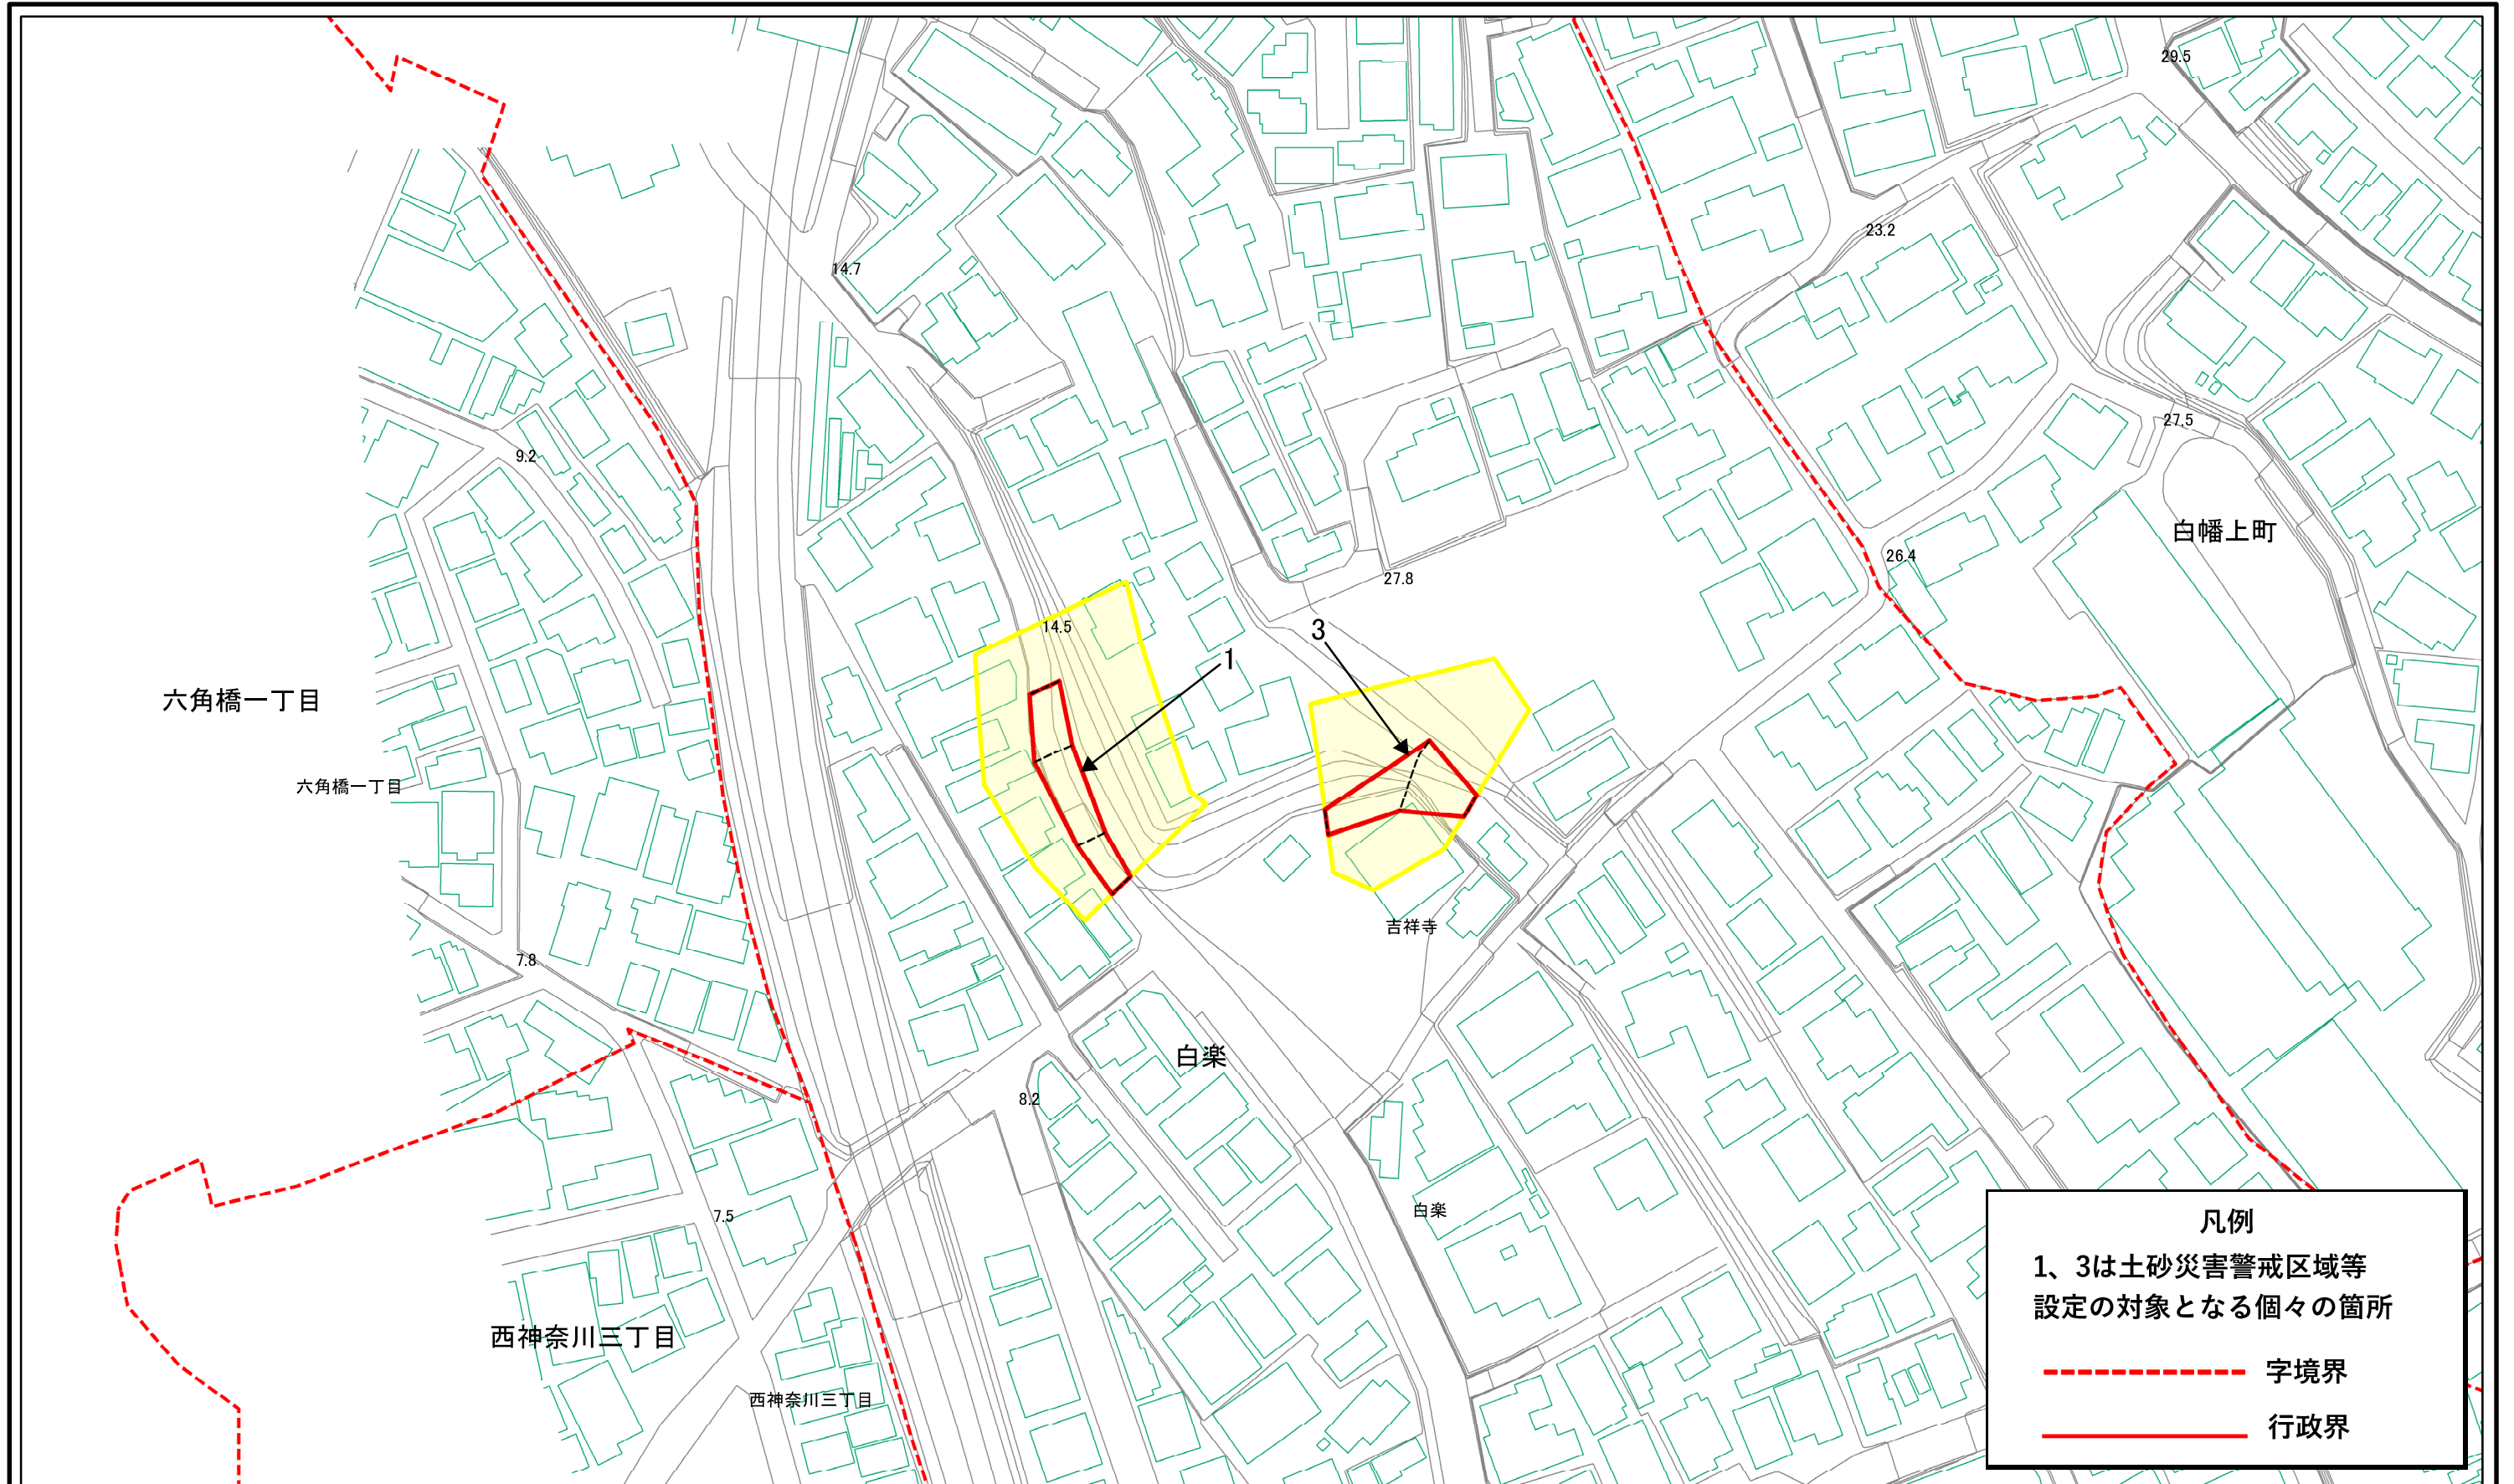 29.5
23.2
14.7
27.5
9.2
白幡上町
26.4
27.8
14.5
3
1
六角橋一丁目
六角橋一丁目
吉祥寺
7.8
白楽
8.2
白楽
7.5
西神奈川三丁目
西神奈川三丁目
凡例
1、3は土砂災害警戒区域等
設定の対象となる個々の箇所
字境界
行政界